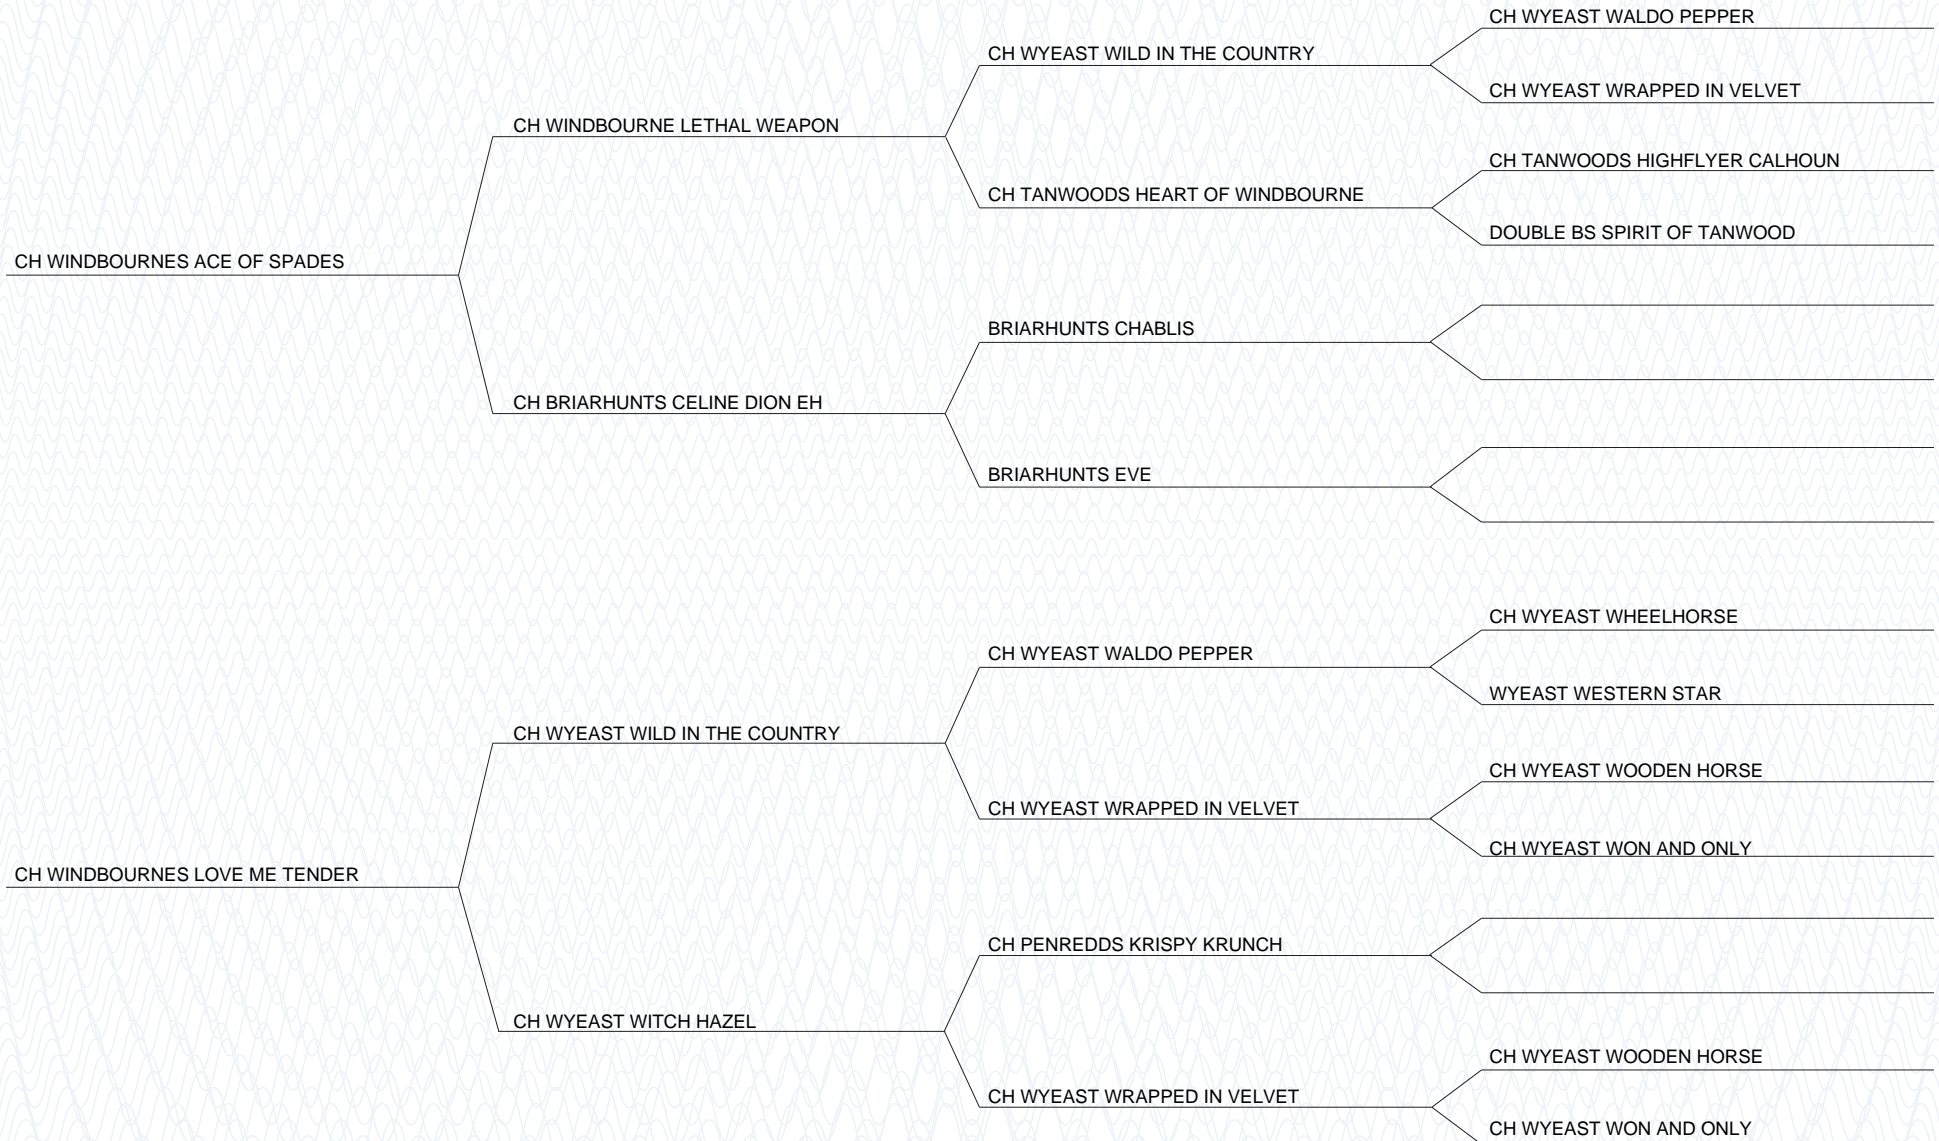 CH WYEAST WALDO PEPPER
CH WYEAST WILD IN THE COUNTRY
CH WYEAST WRAPPED IN VELVET
CH WINDBOURNE LETHAL WEAPON
CH TANWOODS HIGHFLYER CALHOUN
CH TANWOODS HEART OF WINDBOURNE
DOUBLE BS SPIRIT OF TANWOOD
CH WINDBOURNES ACE OF SPADES
BRIARHUNTS CHABLIS
CH BRIARHUNTS CELINE DION EH
BRIARHUNTS EVE
CH WYEAST WHEELHORSE
CH WYEAST WALDO PEPPER
WYEAST WESTERN STAR
CH WYEAST WILD IN THE COUNTRY
CH WYEAST WOODEN HORSE
CH WYEAST WRAPPED IN VELVET
CH WYEAST WON AND ONLY
CH WINDBOURNES LOVE ME TENDER
CH PENREDDS KRISPY KRUNCH
CH WYEAST WITCH HAZEL
CH WYEAST WOODEN HORSE
CH WYEAST WRAPPED IN VELVET
CH WYEAST WON AND ONLY